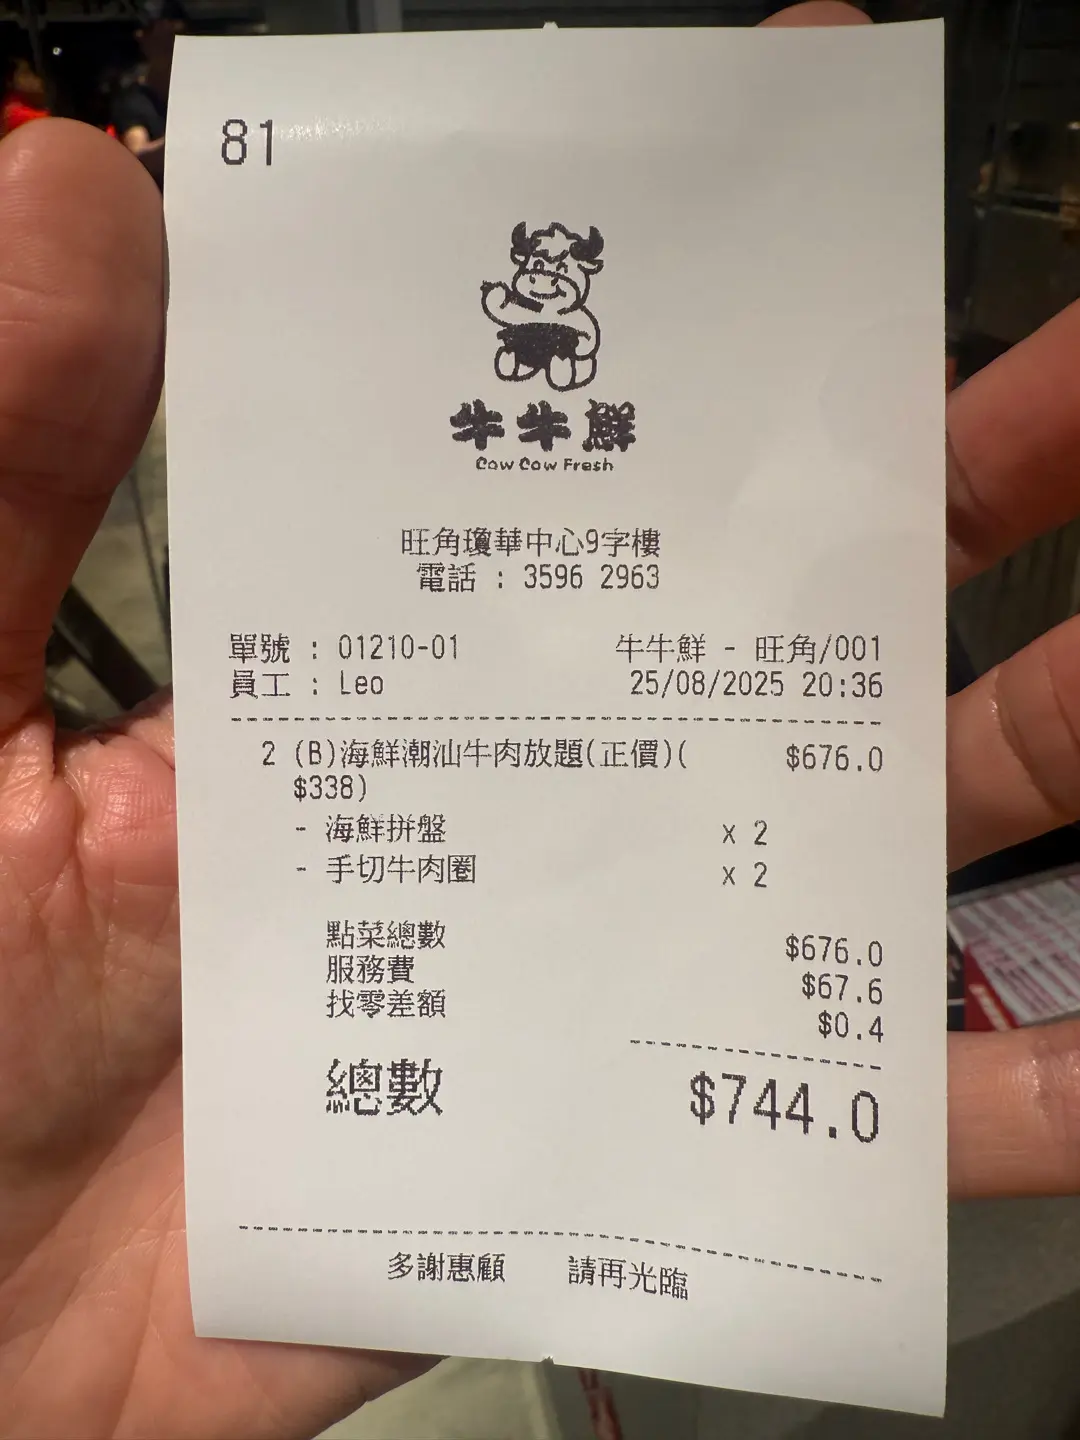 81
牛牛鮮
Cow Cow Fresh
旺角瓊華中心9字樓
電話 : 3596 2963
單號 : 01210-01 牛牛鮮 - 旺角/001
員工 : Leo 25/08/2025 20:36
2 (B)海鮮潮汕牛肉放題(正價)( $676.0
$338)
- 海鮮拼盤 x 2
- 手切牛肉圈 x 2
點菜總數 $676.0
服務費 $67.6
找零差額 $0.4
總數 $744.0
多謝惠顧 請再光臨